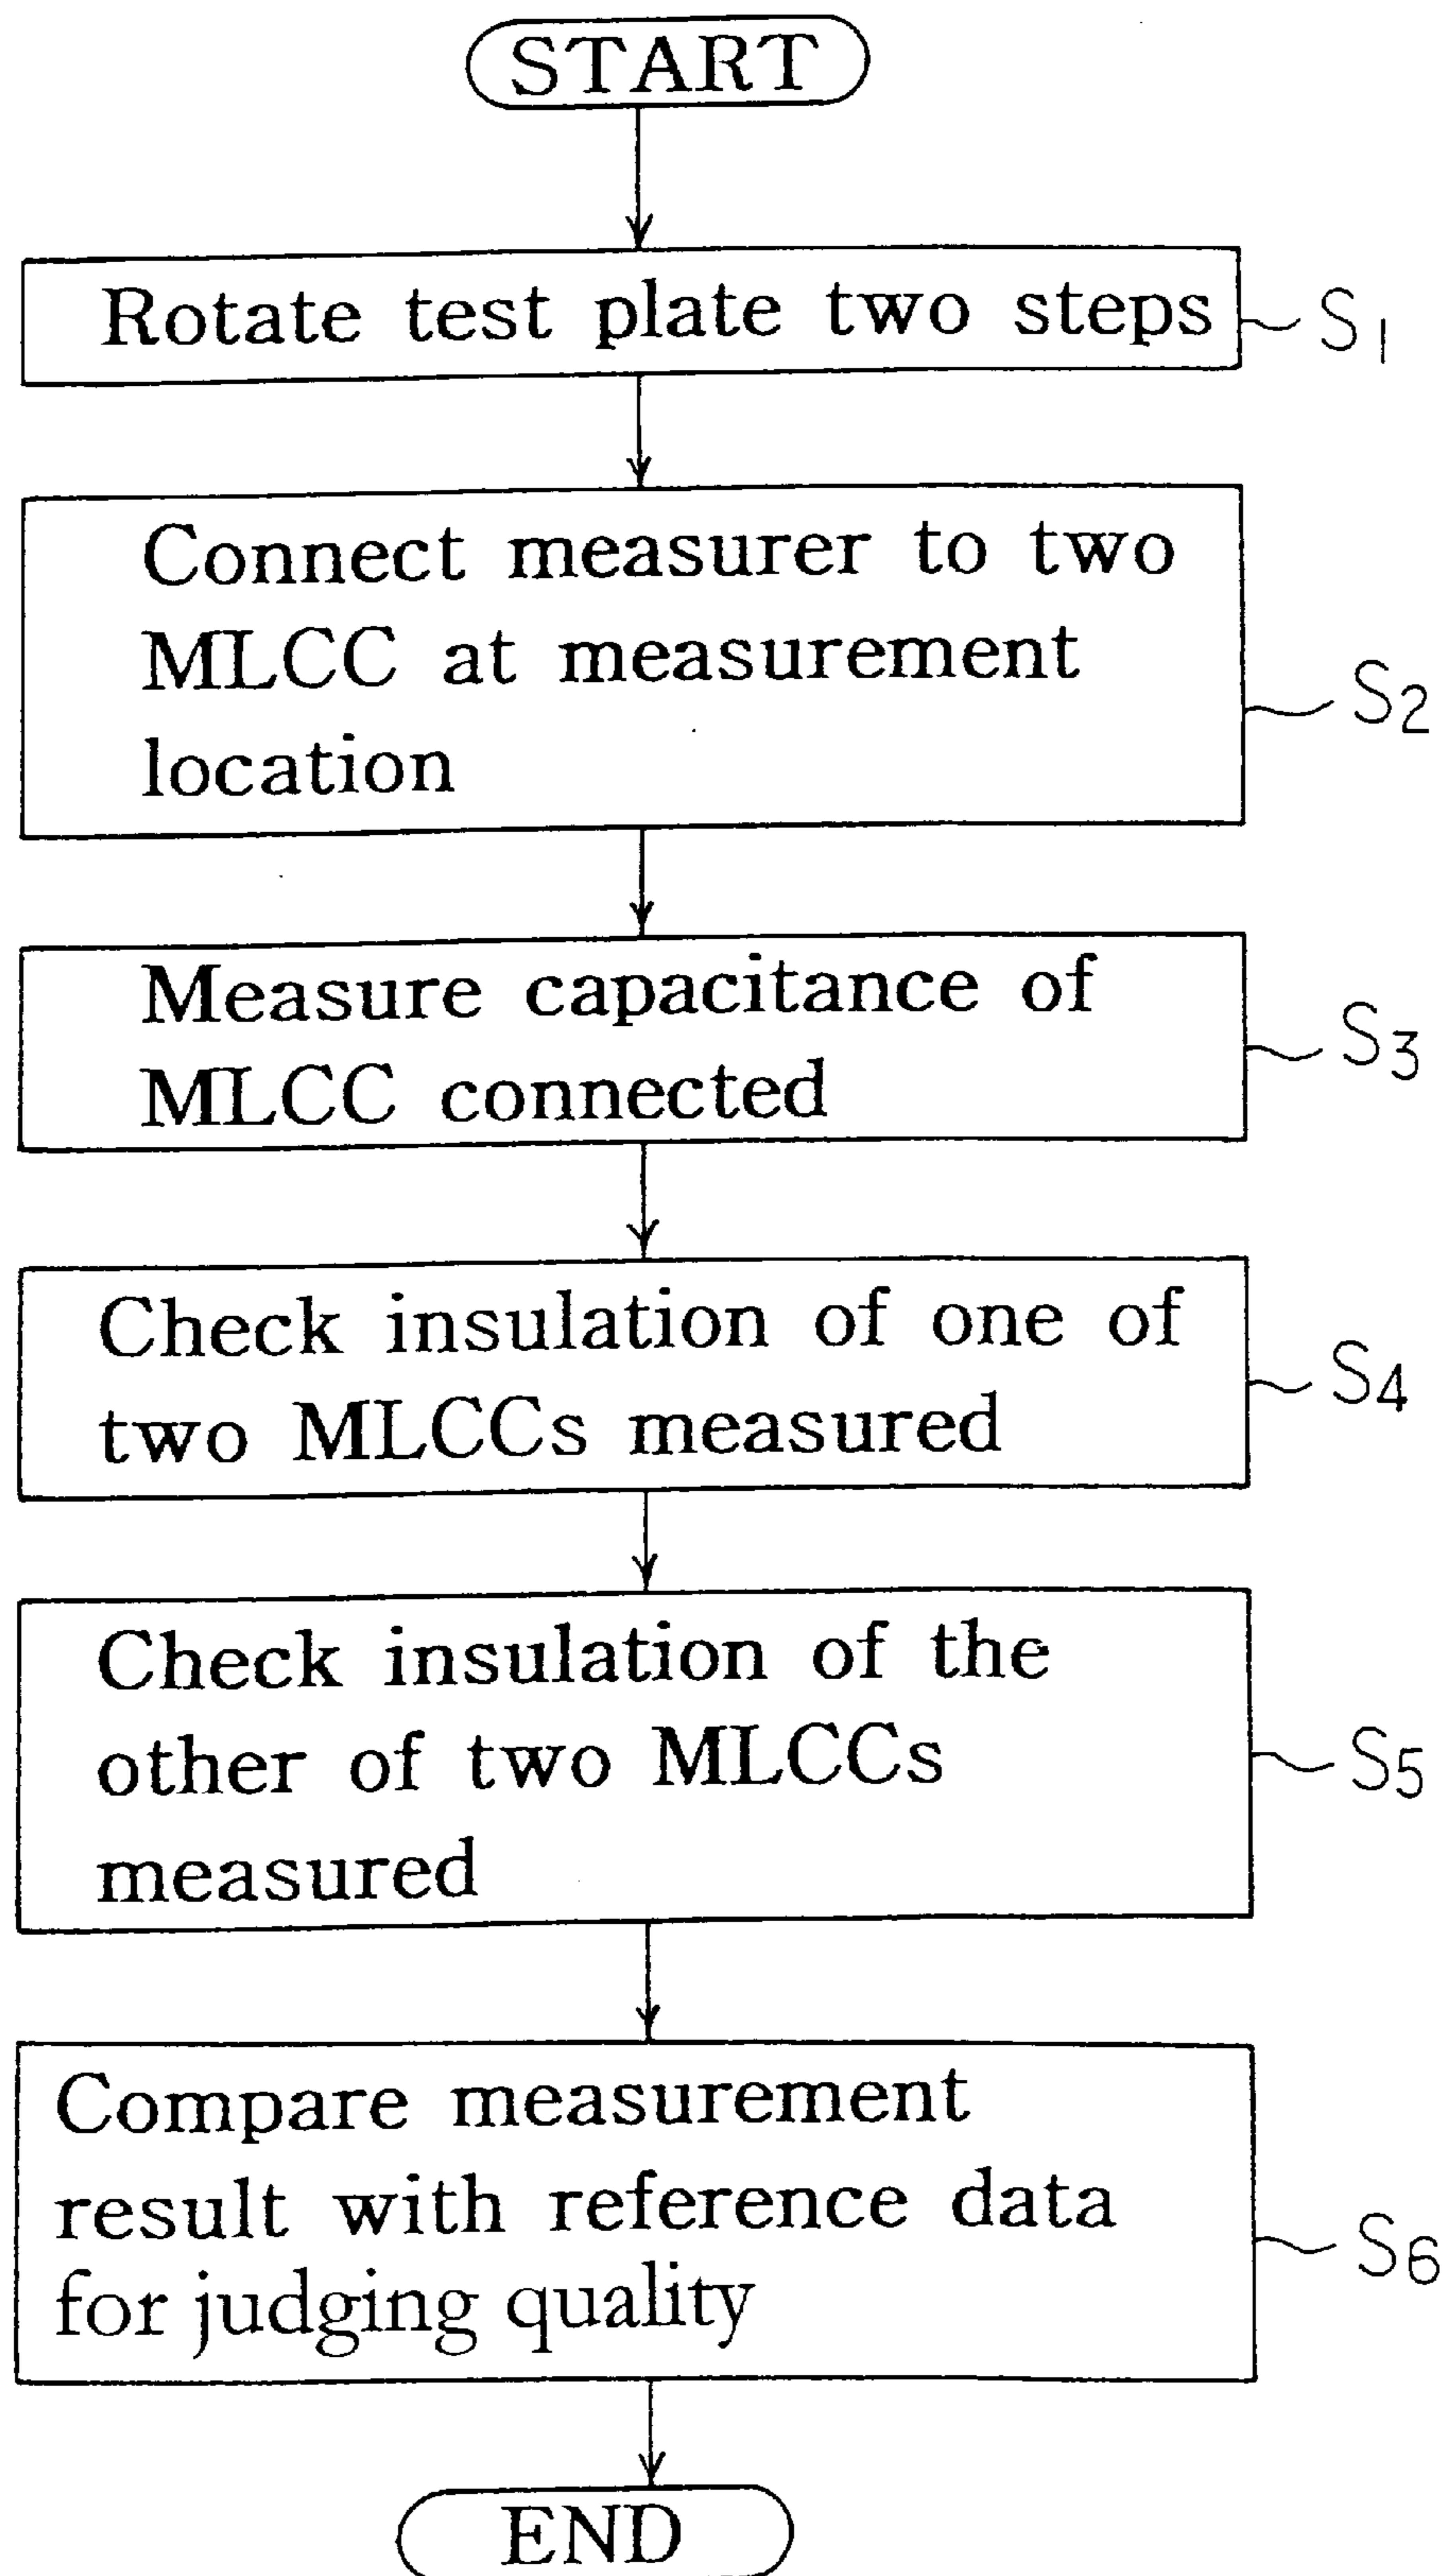 START
Rotate test plate two steps
S1
Connect measurer to two
MLCC at measurement
location
S2
Measure capacitance of
MLCC connected
S3
Check insulation of one of
two MLCCs measured
S4
Check insulation of the
other of two MLCCs
measured
S5
Compare measurement
result with reference data
for judging quality
S6
END